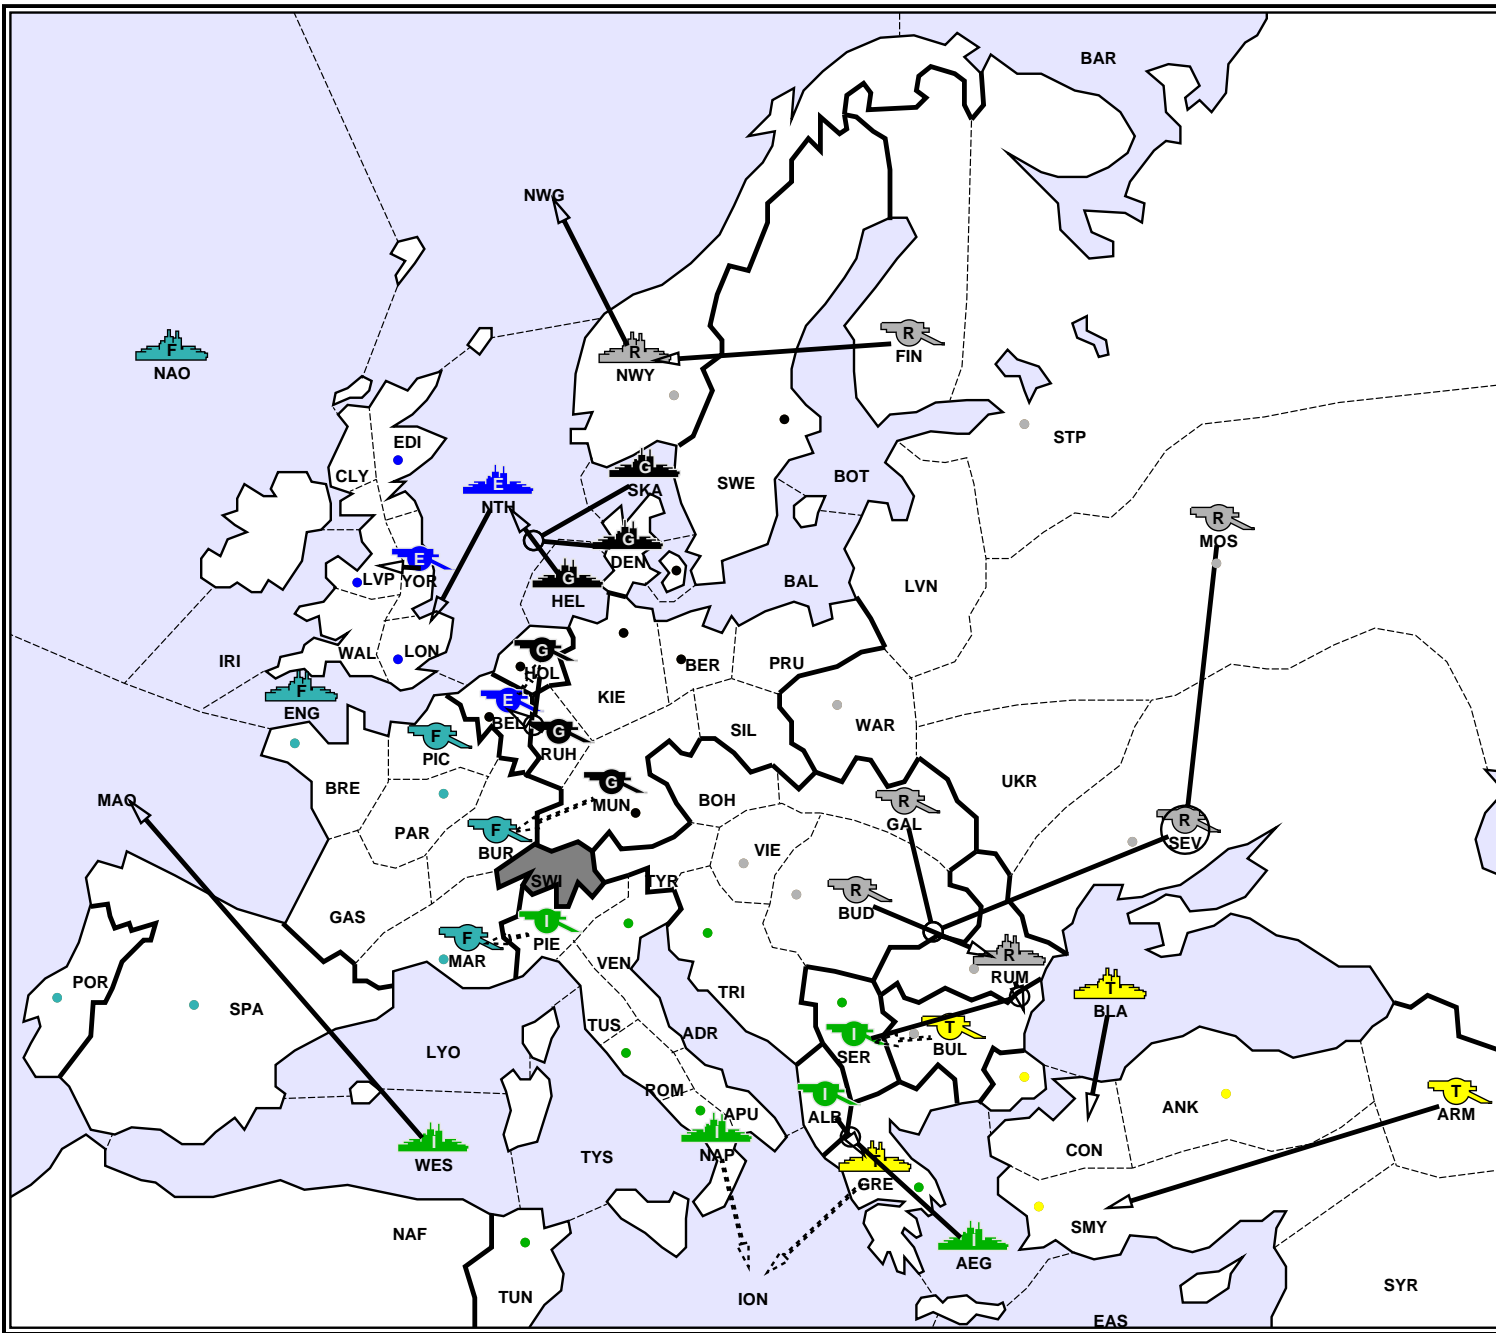 BAR
NWG
F
NAO
R
NWY
R
FIN
EDI
CLY
STP
E
NTH
G
SKA
SWE
BOT
R
MOS
E
LVP
YOR
G
DEN
G
HEL
BAL
LVN
IRI
WAL
LON
G
HOL
BER
PRU
F
ENG
E
BEL
KIE
G
RUH
F
PIC
SIL
WAR
UKR
BRE
G
MUN
BOH
R
GAL
MAO
PAR
F
BUR
VIE
R
SEV
SWI
TYR
R
BUD
GAS
F
MAR
I
PIE
VEN
R
RUM
POR
SPA
TRI
T
BLA
TUS
ADR
I
SER
T
BUL
LYO
ROM
APU
I
ALB
ANK
T
ARM
I
WES
I
NAP
TYS
T
GRE
CON
NAF
SMY
I
AEG
TUN
ION
SYR
EAS